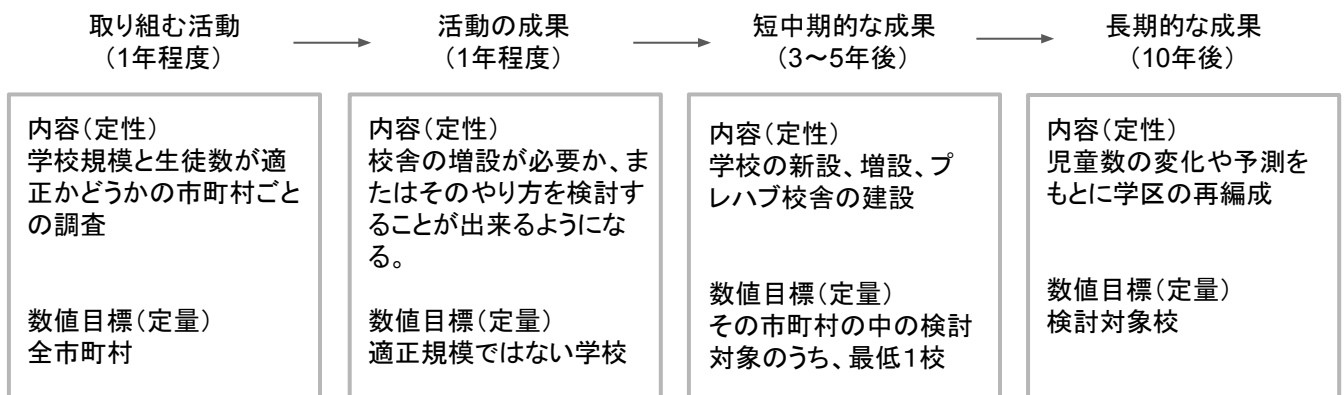 取り組む活動
(1年程度)
活動の成果
(1年程度)
短中期的な成果
(3〜5年後)
長期的な成果
(10年後)
内容(定性)
学校規模と生徒数が適
正かどうかの市町村ごと
の調査
数値目標(定量)
全市町村
内容(定性)
校舎の増設が必要か、ま
たはそのやり方を検討す
ることが出来るようにな
る。
数値目標(定量)
適正規模ではない学校
内容(定性)
学校の新設、増設、プ
レハブ校舎の建設
数値目標(定量)
その市町村の中の検討
対象のうち、最低1校
内容(定性)
児童数の変化や予測を
もとに学区の再編成
数値目標(定量)
検討対象校